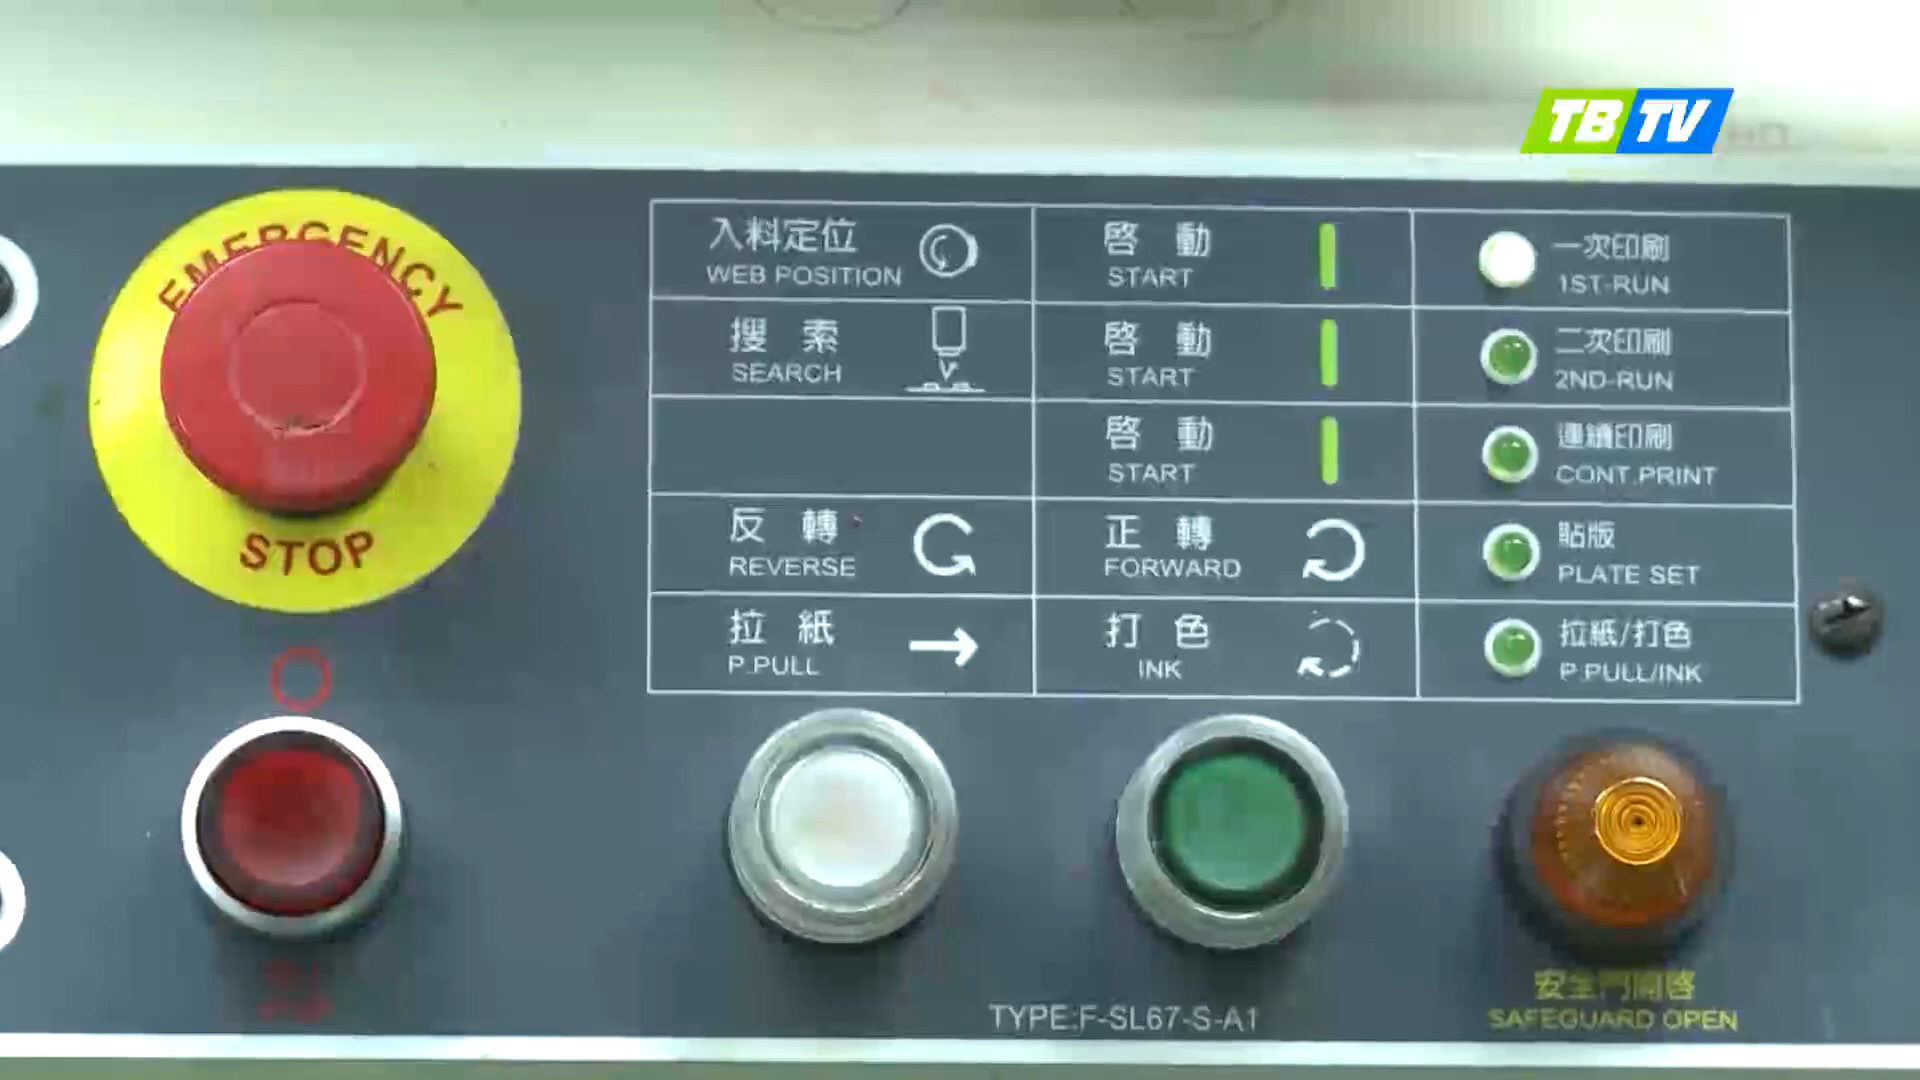 TBTV
EMERGENCY
STOP
入料定位
WEB POSITION
啓動
START
一次印刷
1ST-RUN
搜索
SEARCH
啓動
START
二次印刷
2ND-RUN
啓動
START
連續印刷
CONT.PRINT
反轉
REVERSE
正轉
FORWARD
貼版
PLATE SET
拉紙
P.PULL
打色
INK
拉紙/打色
P.PULL/INK
TYPE:F-SL67-S-A1
安全門開啓
SAFEGUARD OPEN